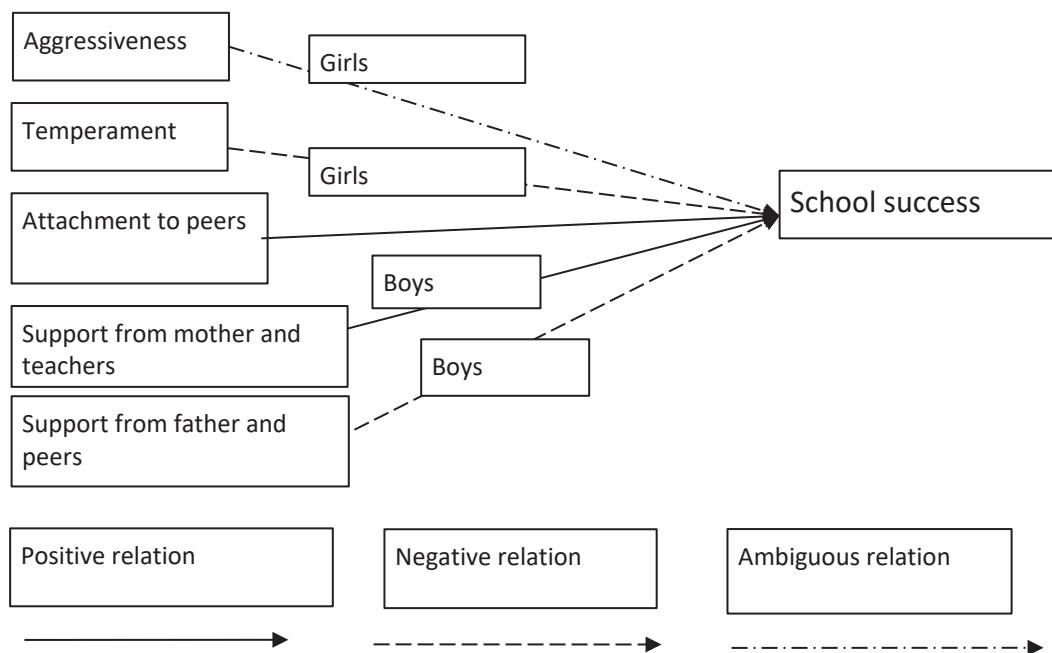 Aggressiveness
Girls
Temperament
Girls
School success
Attachment to peers
Boys
Support from mother and
teachers
Boys
Support from father and
peers
Positive relation
Negative relation
Ambiguous relation